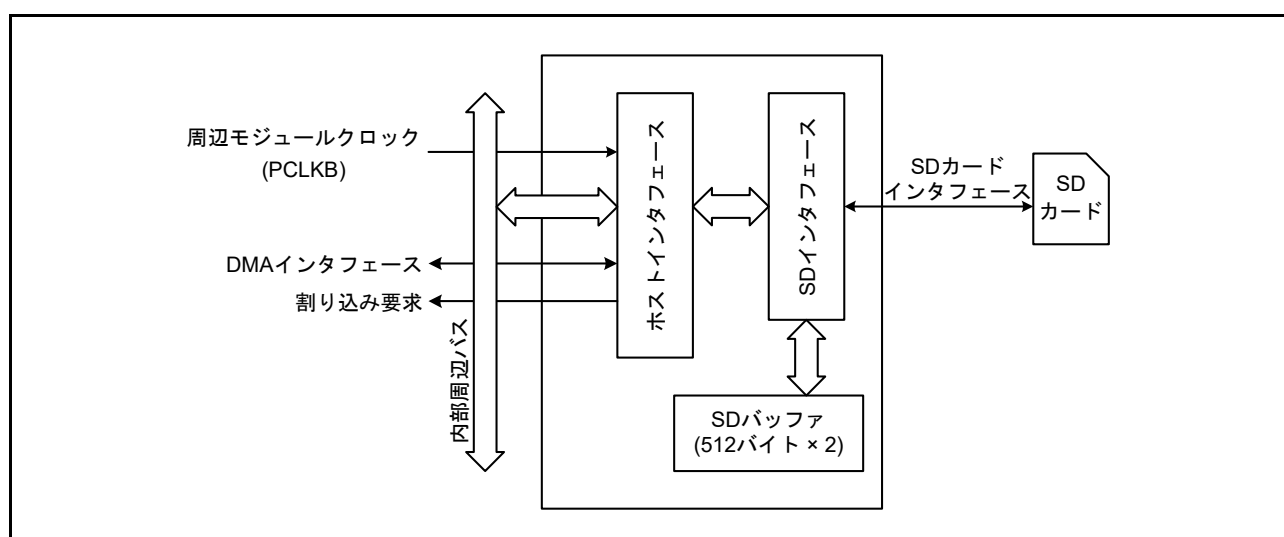 周辺モジュールクロック
(PCLKB)
DMAインタフェース
割り込み要求
内部周辺バス
ホストインタフェース
SDインタフェース
SDバッファ
(512バイト × 2)
SDカード
インタフェース
SD
カード